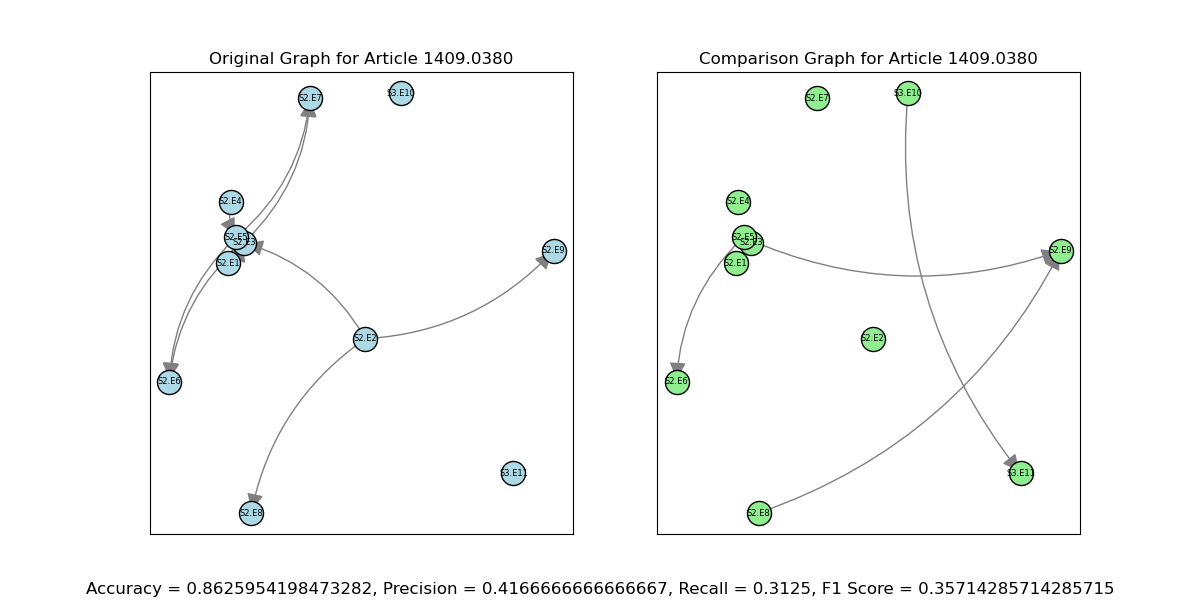 Original Graph for Article 1409.0380
Comparison Graph for Article 1409.0380
S2.E7
S3.E10
S2.E4
S2.E5
S2.E3
S2.E1
S2.E9
S2.E2
S2.E6
S3.E11
S2.E8
S2.E7
S3.E10
S2.E4
S2.E5
S2.E3
S2.E1
S2.E9
S2.E2
S2.E6
S3.E11
S2.E8
Accuracy = 0.8625954198473282, Precision = 0.4166666666666667, Recall = 0.3125, F1 Score = 0.35714285714285715